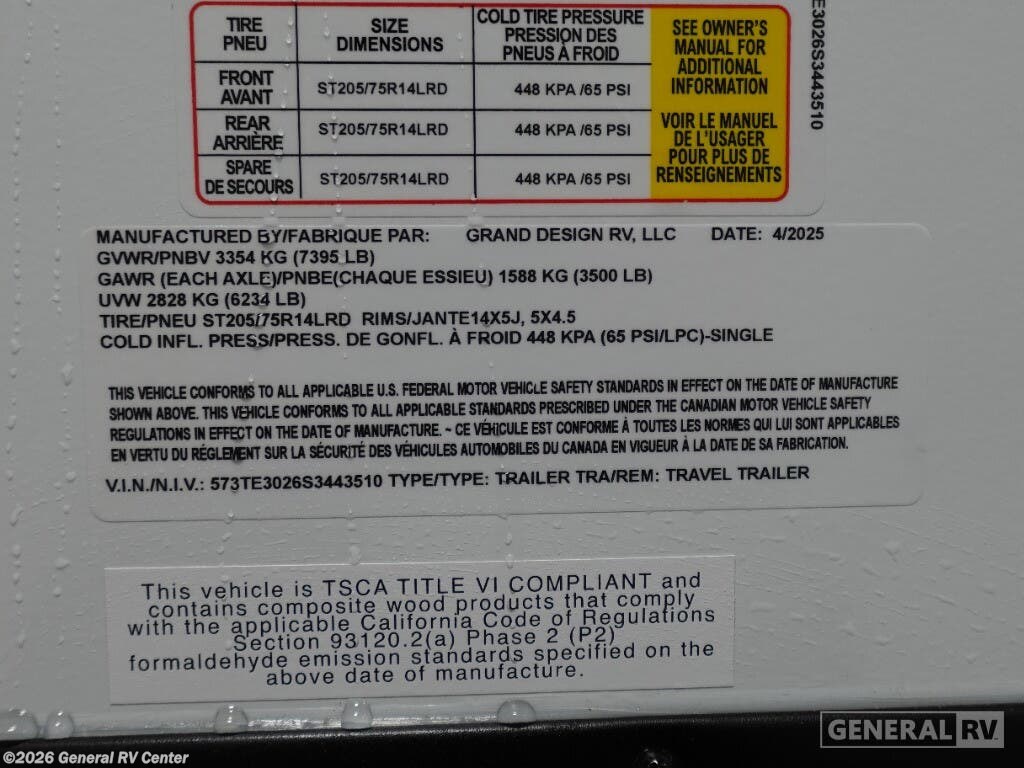 TIRE PNEU SIZE DIMENSIONS COLD TIRE PRESSURE PRESSION DES PNEUS À FROID
FRONT AVANT ST205/75R14LRD 448 KPA /65 PSI
REAR ARRIÈRE ST205/75R14LRD 448 KPA /65 PSI
SPARE DE SECOURS ST205/75R14LRD 448 KPA /65 PSI
SEE OWNER'S
MANUAL FOR
ADDITIONAL
INFORMATION
VOIR LE MANUEL
DE L'USAGER
POUR PLUS DE
RENSEIGNEMENTS
E3026S3443510
MANUFACTURED BY/FABRIQUE PAR: GRAND DESIGN RV, LLC DATE: 4/2025
GVWR/PNBV 3354 KG (7395 LB)
GAWR (EACH AXLE)/PNBE(CHAQUE ESSIEU) 1588 KG (3500 LB)
UVW 2828 KG (6234 LB)
TIRE/PNEU ST205/75R14LRD RIMS/JANTE14X5J, 5X4.5
COLD INFL. PRESS/PRESS. DE GONFL. À FROID 448 KPA (65 PSI/LPC)-SINGLE
THIS VEHICLE CONFORMS TO ALL APPLICABLE U.S. FEDERAL MOTOR VEHICLE SAFETY STANDARDS IN EFFECT ON THE DATE OF MANUFACTURE
SHOWN ABOVE. THIS VEHICLE CONFORMS TO ALL APPLICABLE STANDARDS PRESCRIBED UNDER THE CANADIAN MOTOR VEHICLE SAFETY
REGULATIONS IN EFFECT ON THE DATE OF MANUFACTURE. ~ CE VÉHICULE EST CONFORME À TOUTES LES NORMES QUI LUI SONT APPLICABLES
EN VERTU DU RÉGLEMENT SUR LA SÉCURITÉ DES VÉHICULES AUTOMOBILES DU CANADA EN VIGUEUR À LA DATE DE SA FABRICATION.
V.I.N./N.I.V.: 573TE3026S3443510 TYPE/TYPE: TRAILER TRA/REM: TRAVEL TRAILER
This vehicle is TSCA TITLE VI COMPLIANT and
contains composite wood products that comply
with the applicable California Code of Regulations
Section 93120.2(a) Phase 2 (P2)
formaldehyde emission standards specified on the
above date of manufacture.
GENERAL RV
©2026 General RV Center